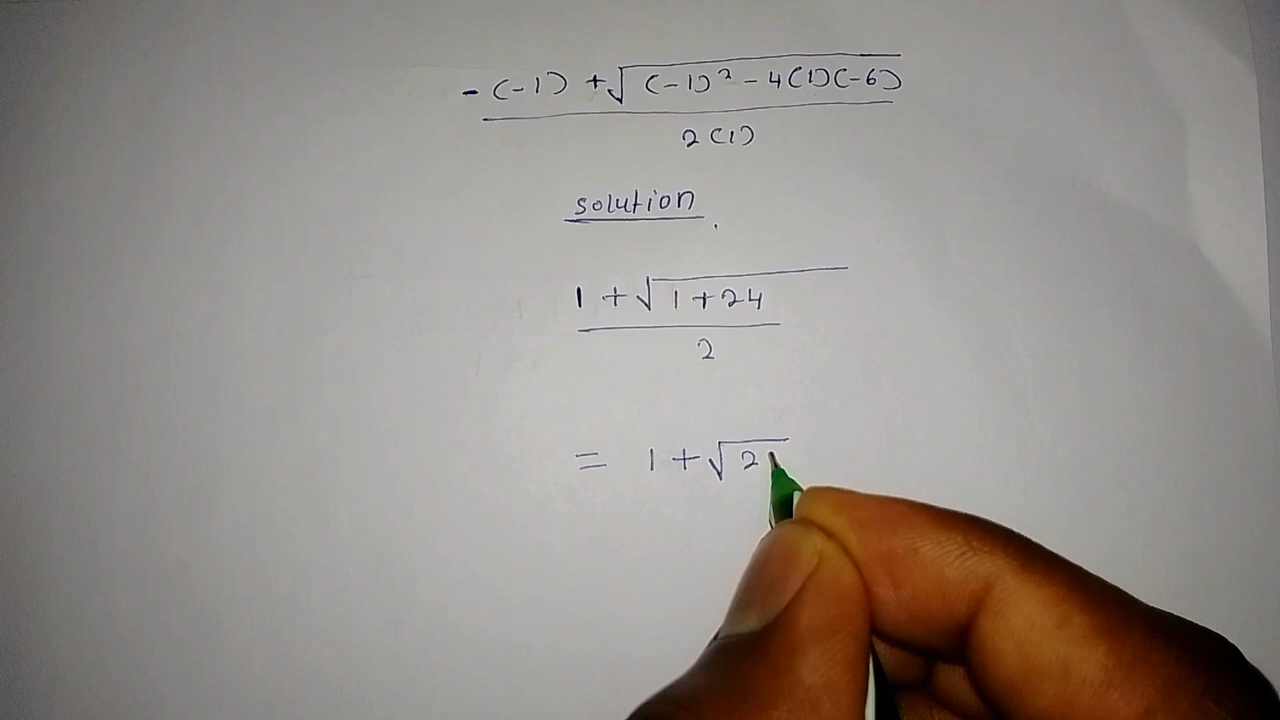 -(-1) +√(-1)² - 4(1)(-6)
2(1)
solution
1 + √1+24
2
= 1 + √2